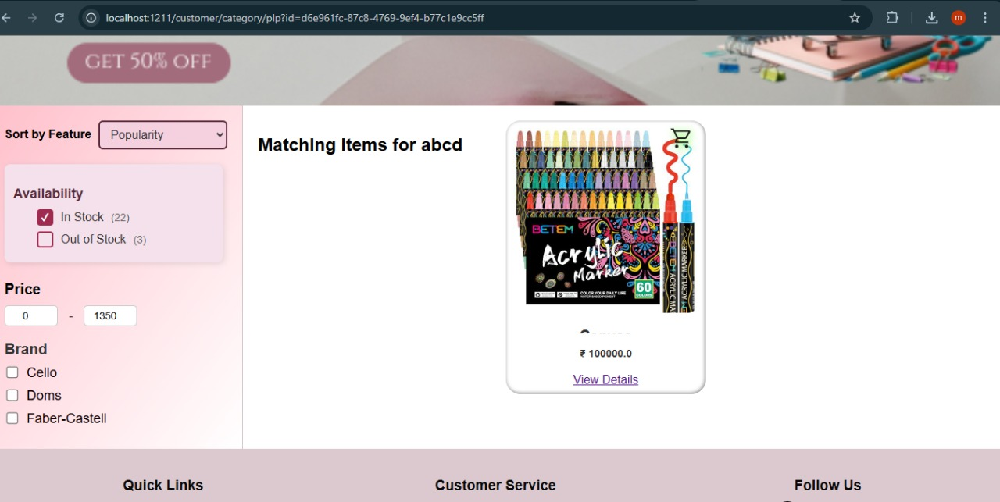 localhost:1211/customer/category/plp?id=d6e961fc-87c8-4769-9ef4-b77c1e9cc5ff
m
GET 50% OFF
Sort by Feature
Popularity
Availability
In Stock (22)
Out of Stock (3)
Price
0 - 1350
Brand
Cello
Doms
Faber-Castell
Matching items for abcd
BETEM
Acrylic
Marker
COLOR YOUR DAILY LIFE
WATER-BASED PIGMENT
60
COLORS
BETEM ACRYLIC
BETEM ACRYLIC MARKER
₹ 100000.0
View Details
Quick Links
Customer Service
Follow Us